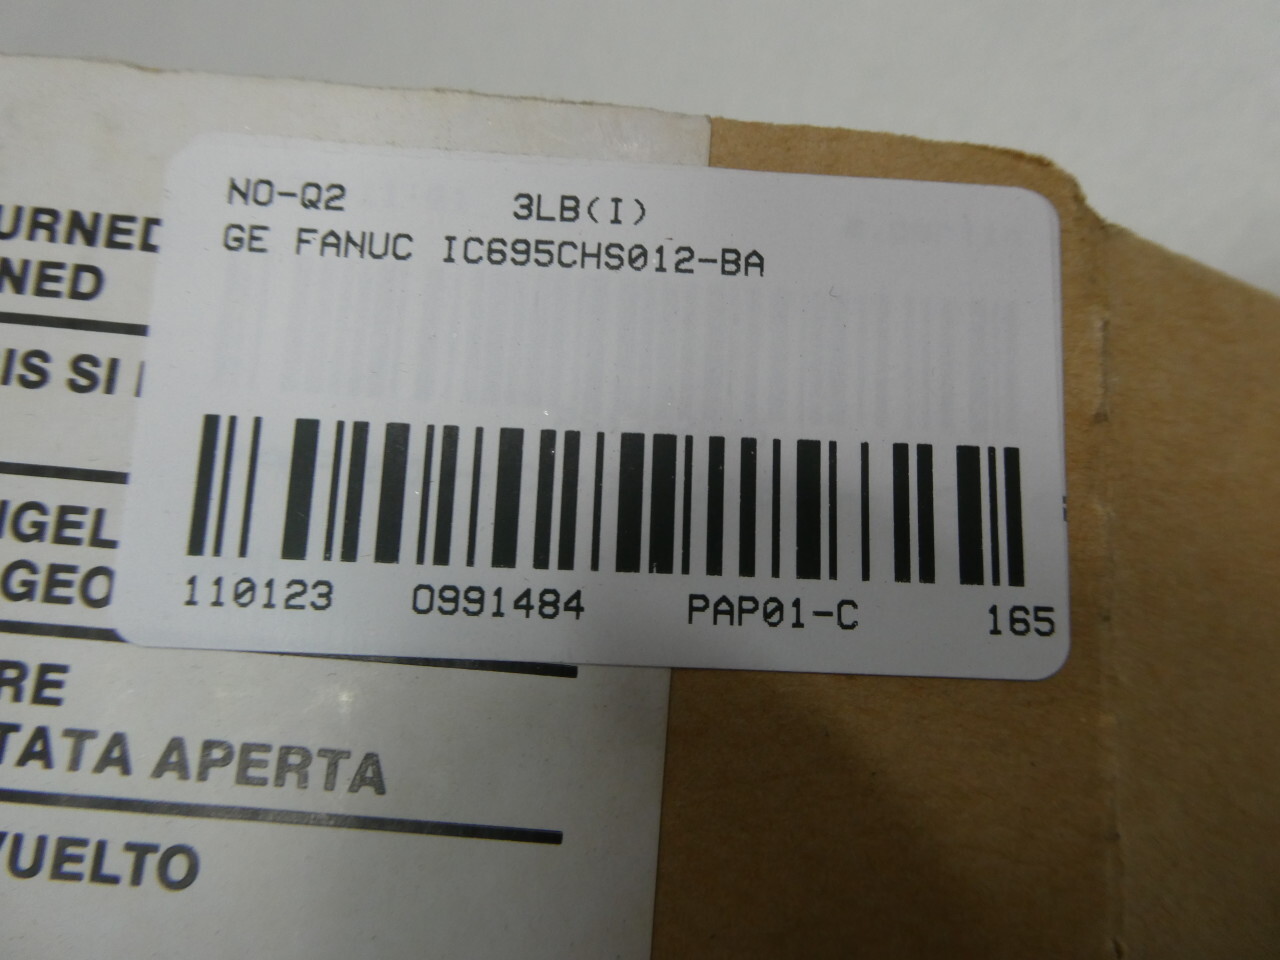 NO-Q2 3LB(I)
GE FANUC IC695CHS012-BA
110123 0991484 PAP01-C 165
URNED
NED
IS SI
NGEL
GEO
RE
TATA APERTA
VUELTO